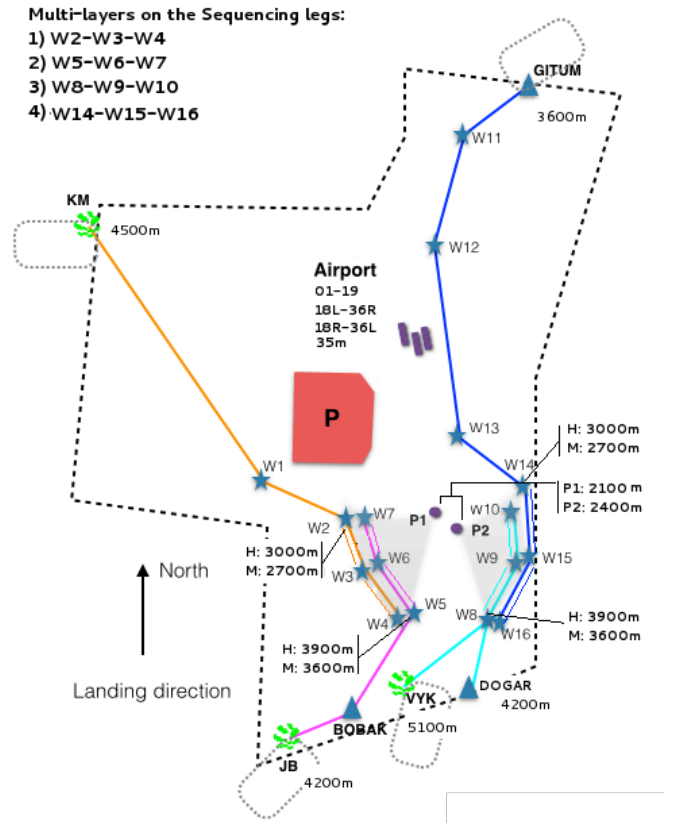 Multi-layers on the Sequencing legs:
1) W2-W3-W4
2) W5-W6-W7
3) W8-W9-W10
4) W14-W15-W16
GITUM
3600m
W11
KM
4500m
W12
Airport
01-19
18L-36R
18R-36L
35m
P
W13
H: 3000m
M: 2700m
W14
W1
P1: 2100m
P2: 2400m
W10
W7
P1
P2
W2
H: 3000m
M: 2700m
W6
W9
W15
W3
North
W5
W4
W8
W16
H: 3900m
M: 3600m
H: 3900m
M: 3600m
Landing direction
DOGAR
4200m
VYK
5100m
BOBAK
JB
4200m